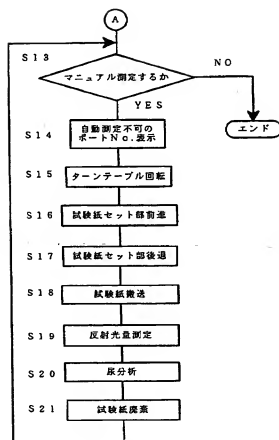 A
S13
マニュアル測定するか
NO
YES
エンド
S14
自動測定不可の
ポートNo.表示
S15
ターンテーブル回転
S16
試験紙セット部前進
S17
試験紙セット部後退
S18
試験紙搬送
S19
反射光量測定
S20
尿分析
S21
試験紙廃棄